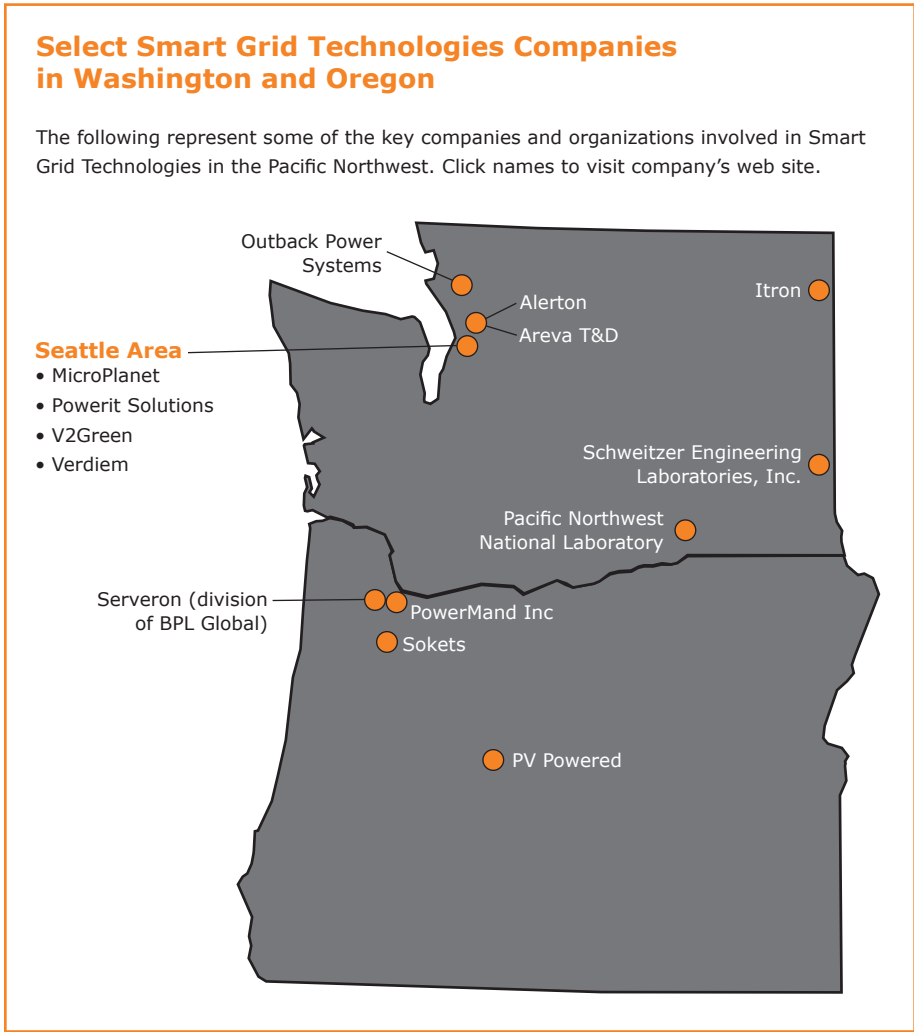 Select Smart Grid Technologies Companies
in Washington and Oregon
The following represent some of the key companies and organizations involved in Smart
Grid Technologies in the Pacific Northwest. Click names to visit company’s web site.
Outback Power
Systems
Alerton
Areva T&D
Itron
Seattle Area
• MicroPlanet
• Powerit Solutions
• V2Green
• Verdiem
Schweitzer Engineering
Laboratories, Inc.
Pacific Northwest
National Laboratory
Serveron (division
of BPL Global)
PowerMand Inc
Sokets
PV Powered